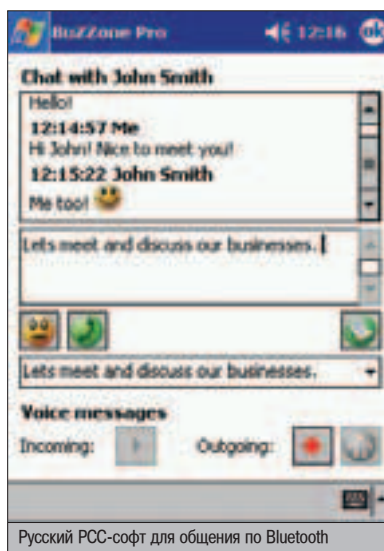 BuZZone Pro 12:16 ok
Chat with John Smith
Hello!
12:14:57 Me
Hi John! Nice to meet you!
12:15:22 John Smith
Me too!
Lets meet and discuss our businesses.
Lets meet and discuss our businesses.
Voice messages
Incoming: Outgoing:
Русский PCC-софт для общения по Bluetooth